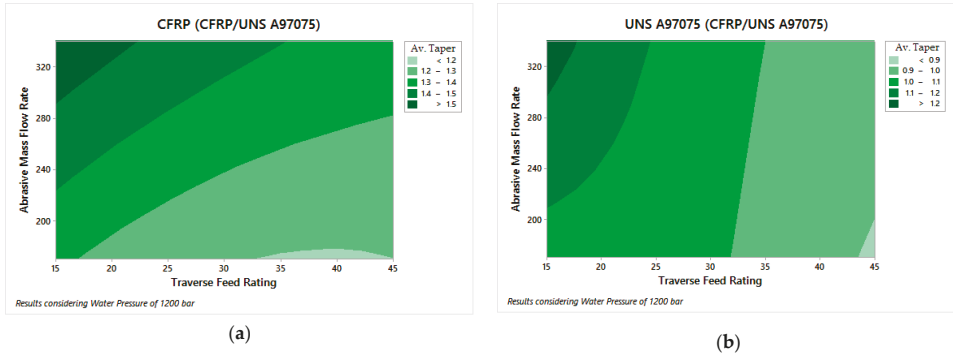 CFRP (CFRP/UNS A97075)
Av. Taper
< 1.2
1.2 – 1.3
1.3 – 1.4
1.4 – 1.5
> 1.5
Abrasive Mass Flow Rate
320
280
240
200
15 20 25 30 35 40 45
Traverse Feed Rating
Results considering Water Pressure of 1200 bar
(a)
UNS A97075 (CFRP/UNS A97075)
Av. Taper
< 0.9
0.9 – 1.0
1.0 – 1.1
1.1 – 1.2
> 1.2
Abrasive Mass Flow Rate
320
280
240
200
15 20 25 30 35 40 45
Traverse Feed Rating
Results considering Water Pressure of 1200 bar
(b)